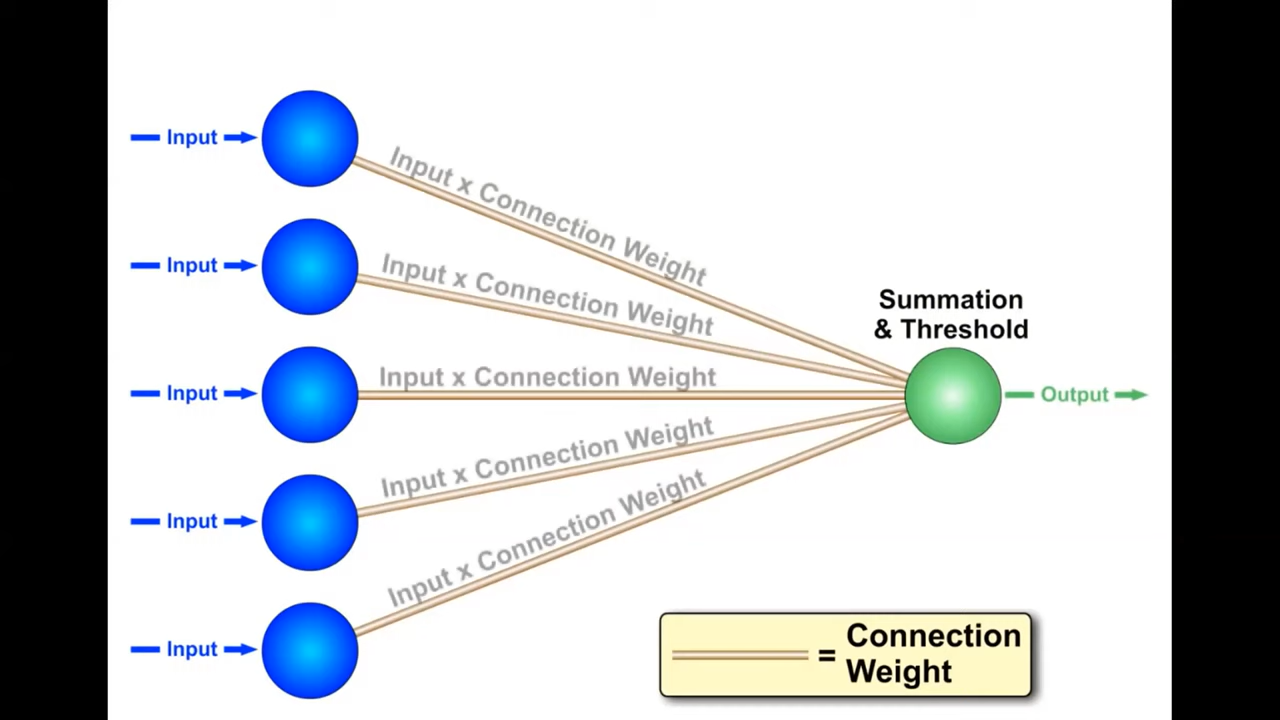 Input
Input x Connection Weight
Input
Input x Connection Weight
Summation
& Threshold
Input
Input x Connection Weight
Output
Input
Input x Connection Weight
Input
Input x Connection Weight
= Connection
Weight